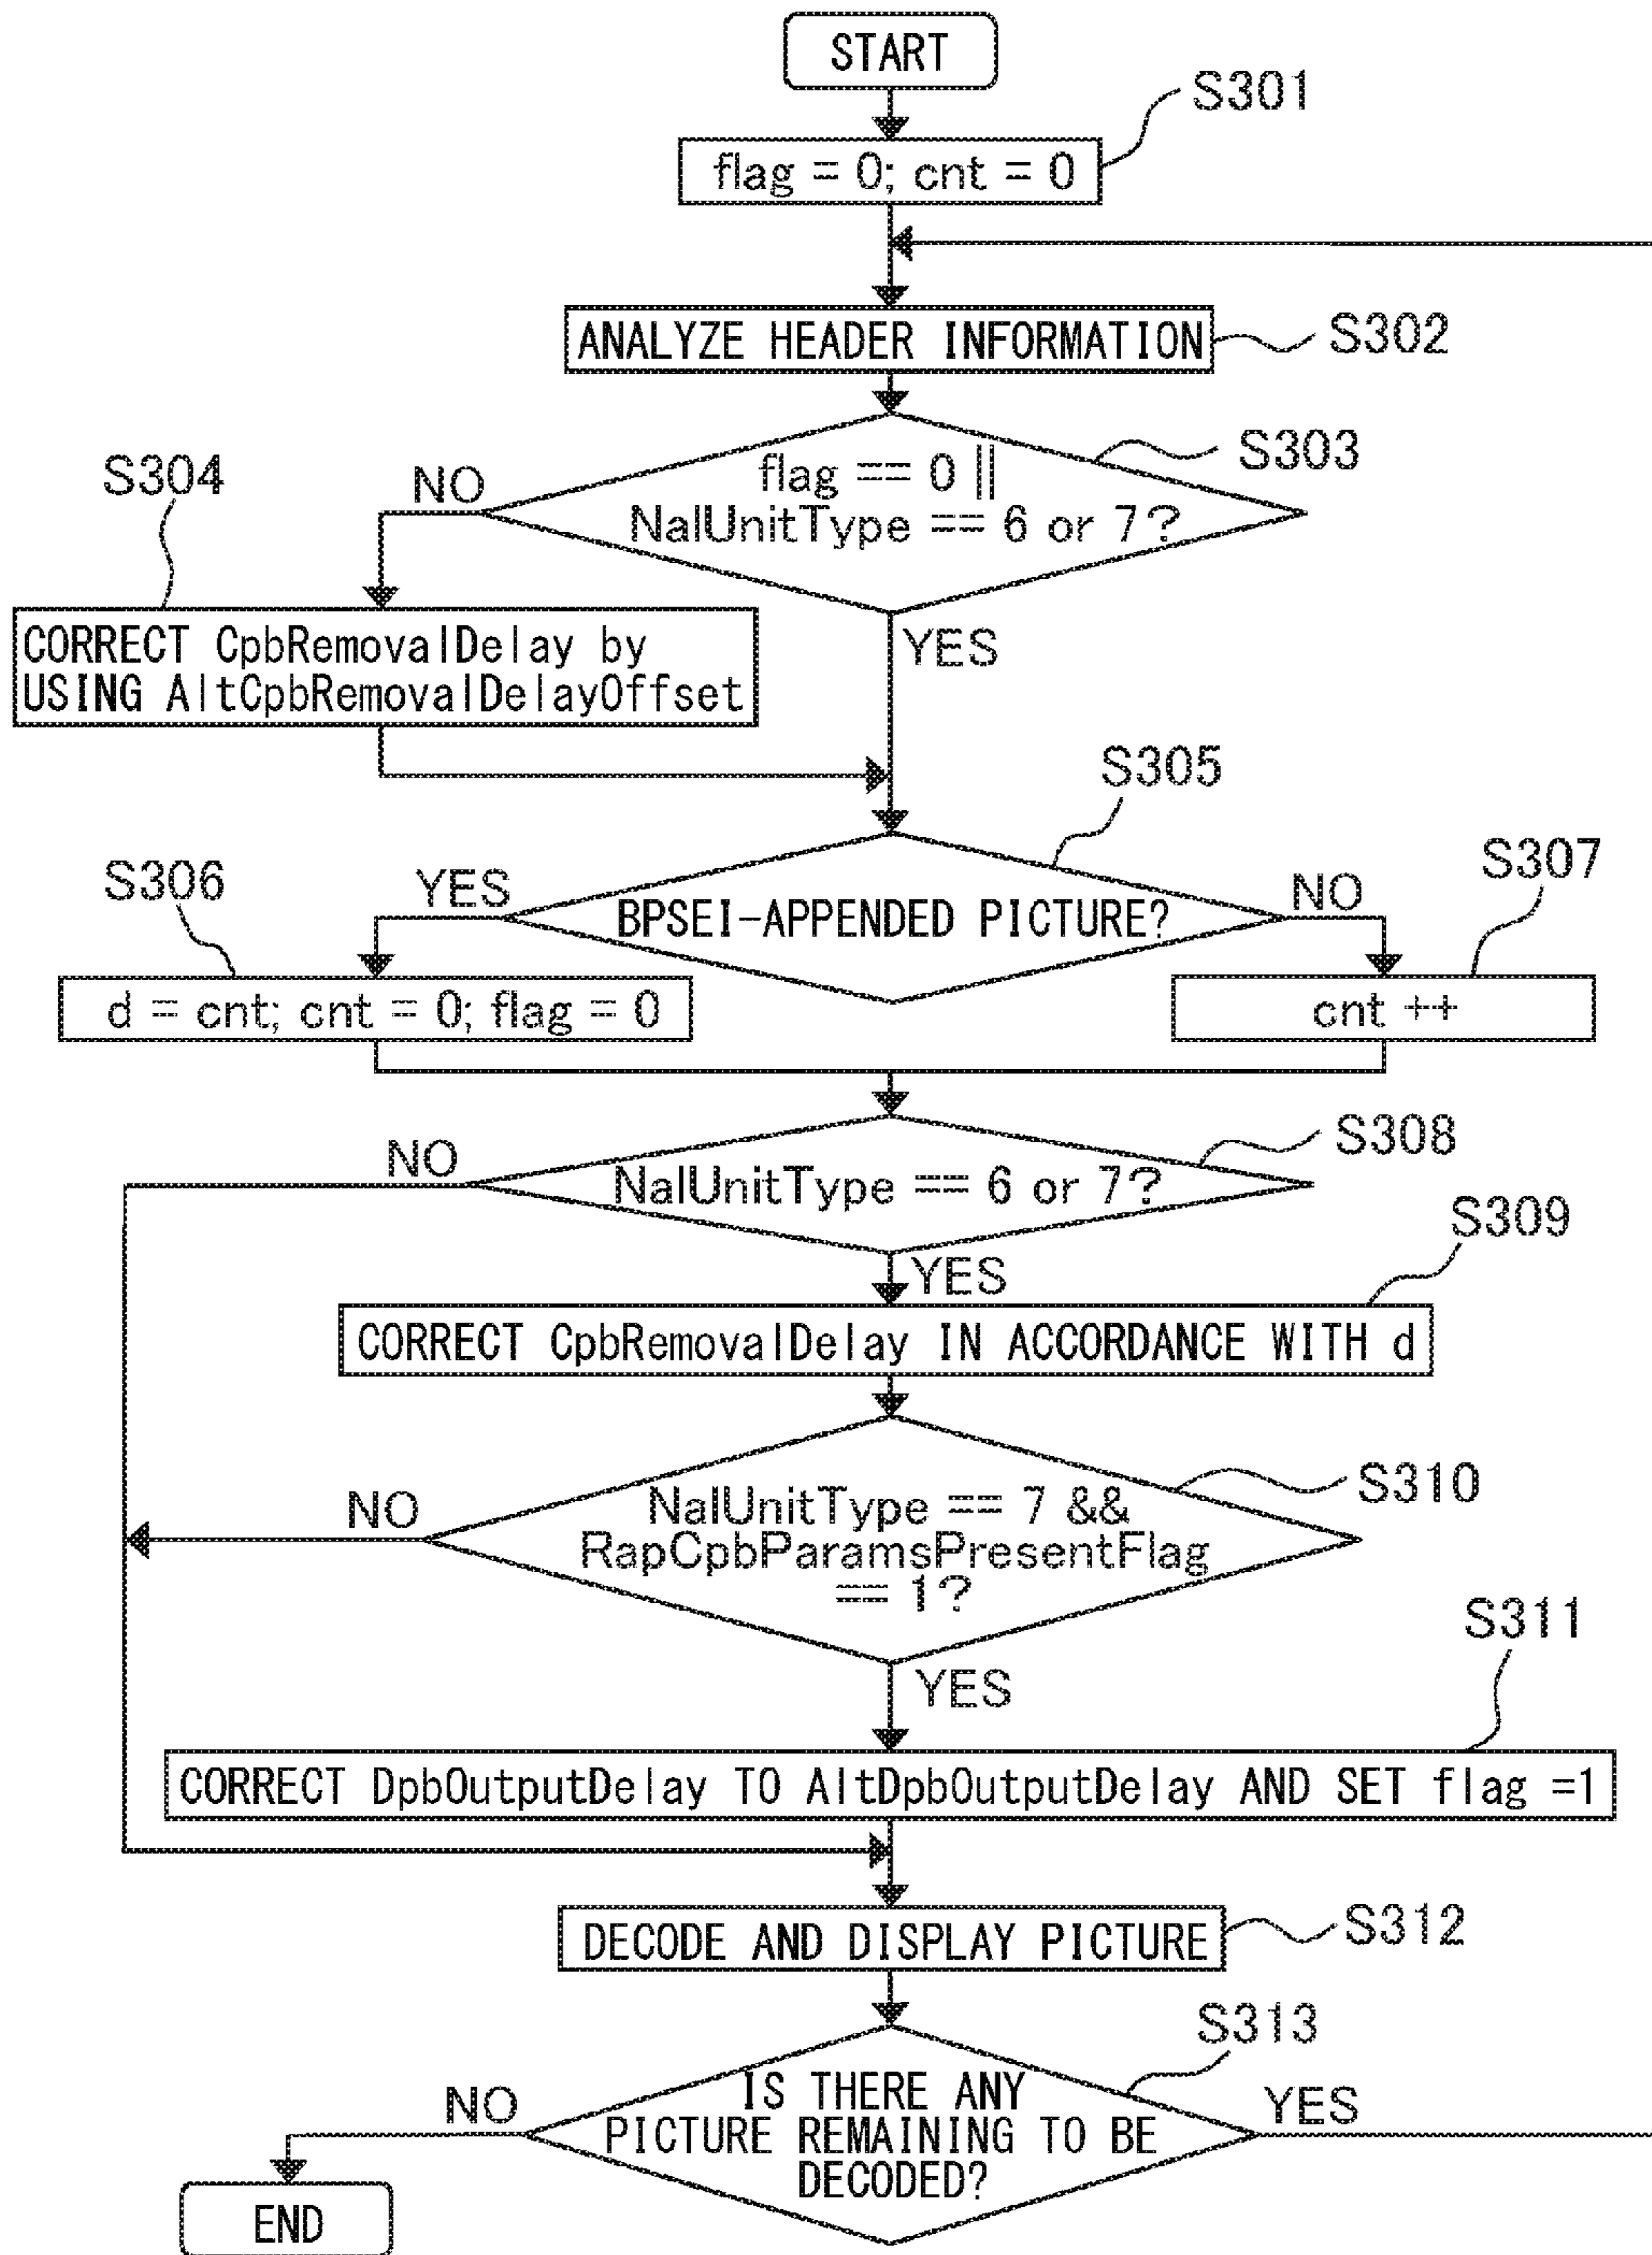 START
S301
flag = 0; cnt = 0
ANALYZE HEADER INFORMATION
S302
S303
flag == 0 ||
NalUnitType == 6 or 7?
NO
YES
S304
CORRECT CpbRemovalDelay by
USING AltCpbRemovalDelayOffset
S305
BPSEI-APPENDED PICTURE?
YES
NO
S306
d = cnt; cnt = 0; flag = 0
S307
cnt ++
S308
NalUnitType == 6 or 7?
NO
YES
S309
CORRECT CpbRemovalDelay IN ACCORDANCE WITH d
S310
NalUnitType == 7 &&
RapCpbParamsPresentFlag
== 1?
NO
YES
S311
CORRECT DpbOutputDelay TO AltDpbOutputDelay AND SET flag =1
DECODE AND DISPLAY PICTURE
S312
S313
IS THERE ANY
PICTURE REMAINING TO BE
DECODED?
NO
YES
END